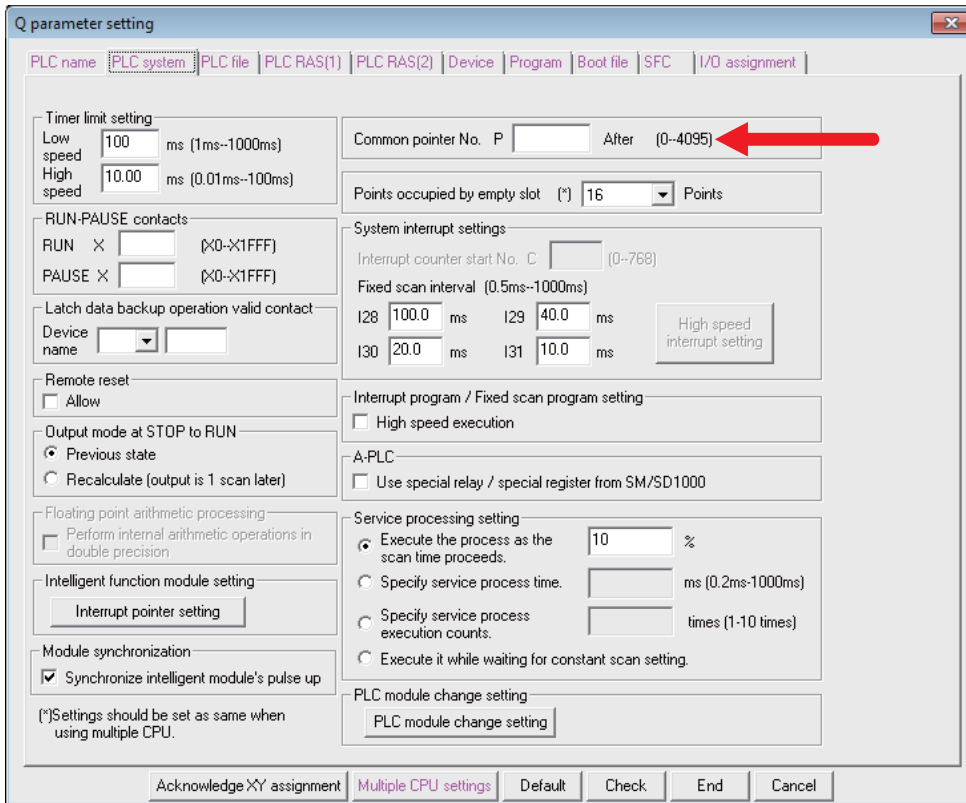 Q parameter setting
PLC name PLC system PLC file PLC RAS(1) PLC RAS(2) Device Program Boot file SFC I/O assignment
Timer limit setting
Low speed 100 ms (1ms--1000ms)
High speed 10.00 ms (0.01ms--100ms)
RUN-PAUSE contacts
RUN X (X0--X1FFF)
PAUSE X (X0--X1FFF)
Latch data backup operation valid contact
Device name
Remote reset
Allow
Output mode at STOP to RUN
Previous state
Recalculate (output is 1 scan later)
Floating point arithmetic processing
Perform internal arithmetic operations in
double precision
Intelligent function module setting
Interrupt pointer setting
Module synchronization
Synchronize intelligent module's pulse up
(*)Settings should be set as same when
using multiple CPU.
Common pointer No. P After (0--4095)
Points occupied by empty slot (*) 16 Points
System interrupt settings
Interrupt counter start No. C (0--768)
Fixed scan interval (0.5ms--1000ms)
I28 100.0 ms I29 40.0 ms
I30 20.0 ms I31 10.0 ms
High speed
interrupt setting
Interrupt program / Fixed scan program setting
High speed execution
A-PLC
Use special relay / special register from SM/SD1000
Service processing setting
Execute the process as the
scan time proceeds. 10 %
Specify service process time. ms (0.2ms-1000ms)
Specify service process
execution counts. times (1-10 times)
Execute it while waiting for constant scan setting.
PLC module change setting
PLC module change setting
Acknowledge XY assignment Multiple CPU settings Default Check End Cancel